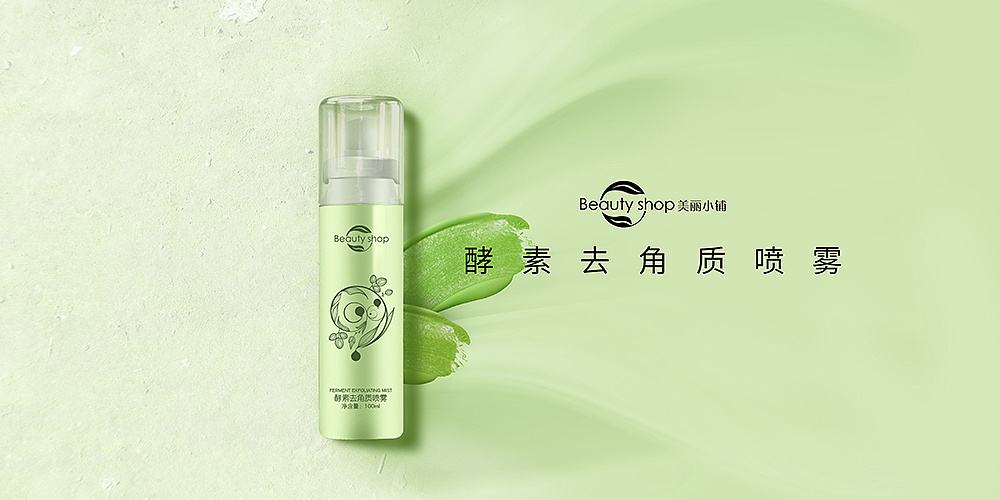 Beauty shop
FERMENT EXFOLIATING MIST
酵素去角质喷雾
净含量：100ml
Beauty shop 美丽小铺
酵素去角质喷雾